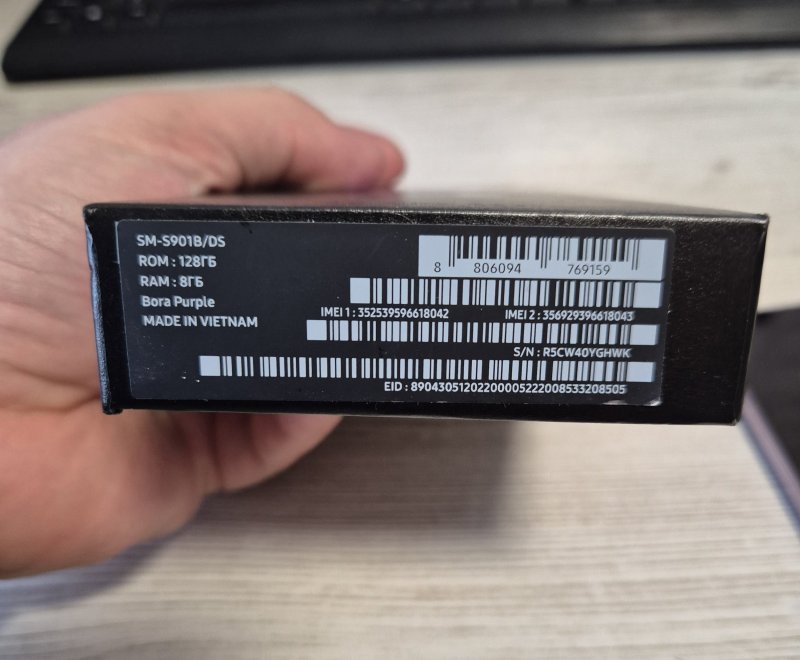 SM-S901B/DS
ROM : 128ГБ
RAM : 8ГБ
Bora Purple
MADE IN VIETNAM
8 806094 769159
IMEI 1 : 352539596618042 IMEI 2 : 356929396618043
S/N : R5CW40YGHWK
EID : 89043051202200005222008533208505